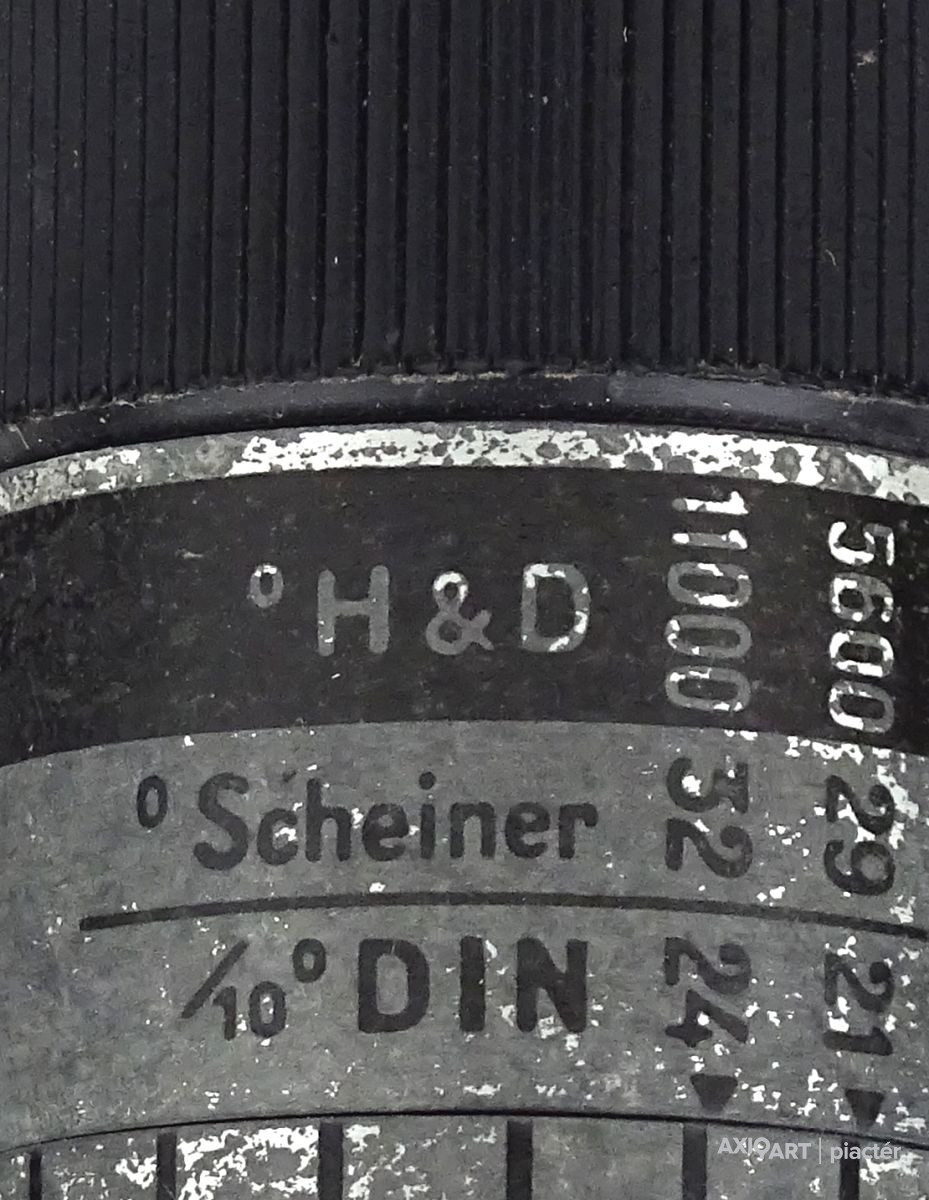 ° H & D 11000 5600
° Scheiner 32 29
/10° DIN 24 21
AXIOART | piactér